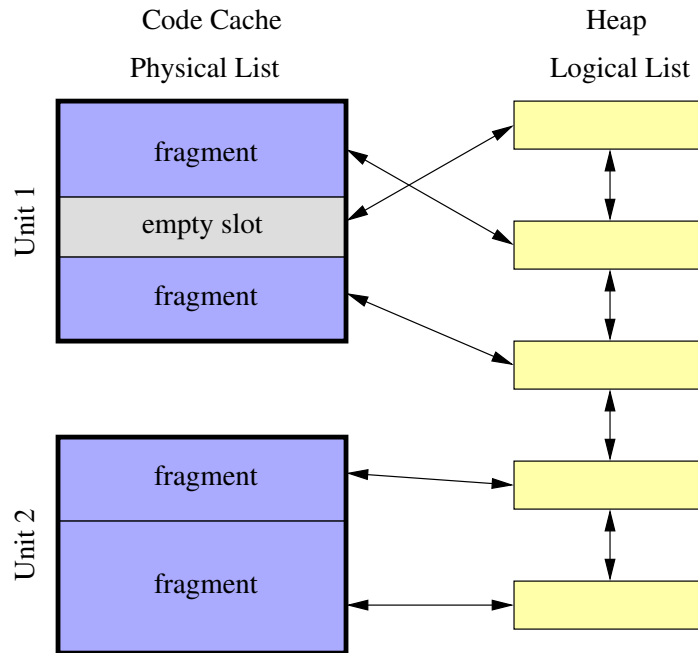 Code Cache
Heap
Physical List
Logical List
Unit 1
fragment
empty slot
fragment
Unit 2
fragment
fragment